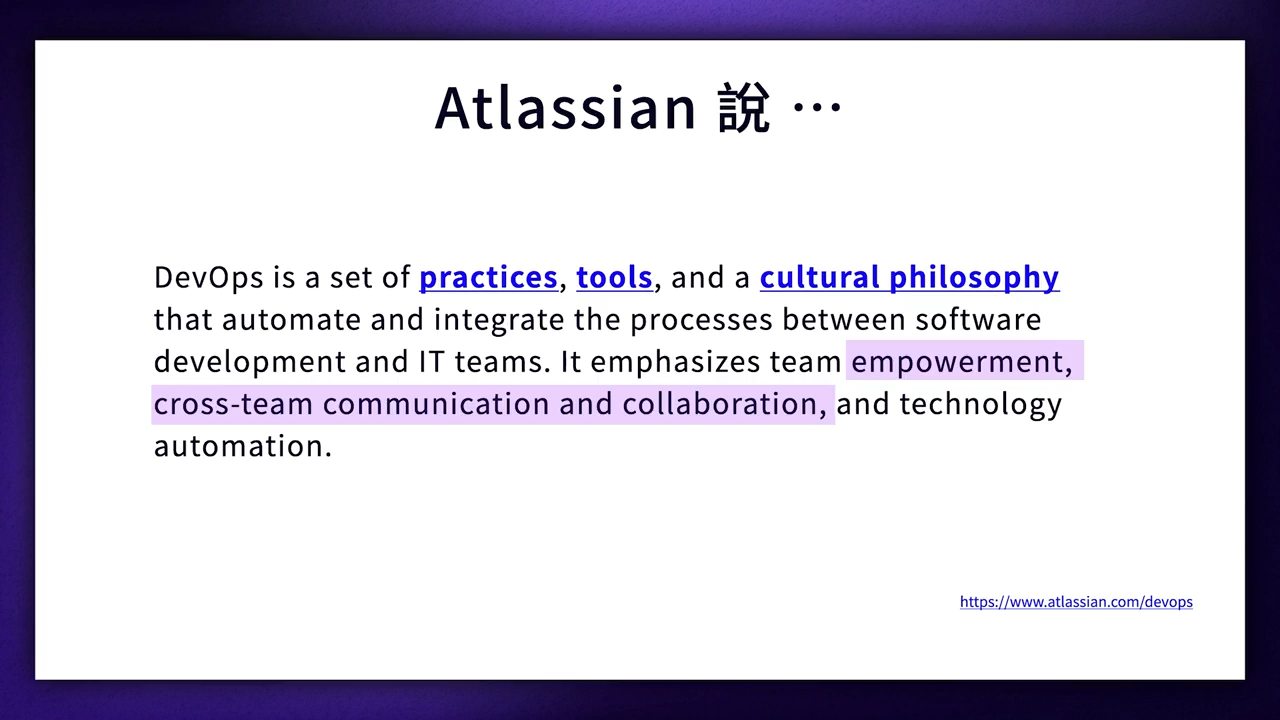 Atlassian 說 …
DevOps is a set of practices, tools, and a cultural philosophy
that automate and integrate the processes between software
development and IT teams. It emphasizes team empowerment,
cross-team communication and collaboration, and technology
automation.
https://www.atlassian.com/devops